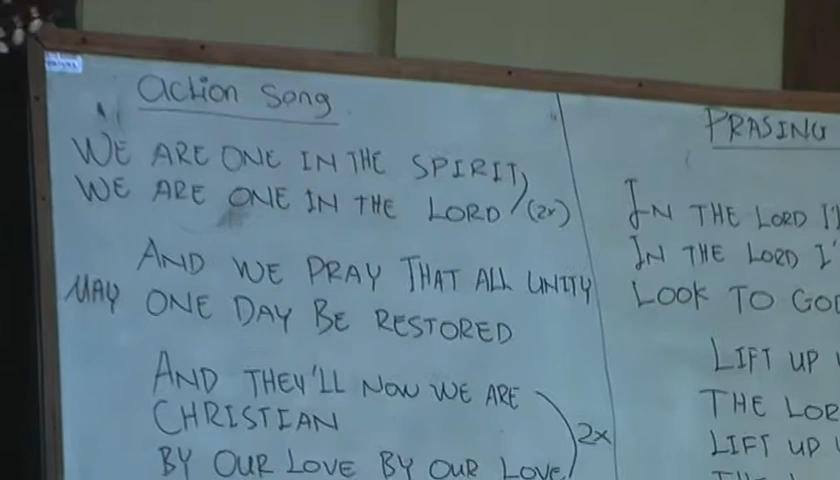 action song
WE ARE ONE IN THE SPIRIT
WE ARE ONE IN THE LORD (2x)
AND WE PRAY THAT ALL UNITY
MAY ONE DAY BE RESTORED
AND THEY'LL NOW WE ARE
CHRISTIAN
BY OUR LOVE BY OUR LOVE
2x
PRASING
IN THE LORD I'
IN THE LORD I'
LOOK TO GOD
LIFT UP
THE LOR
LIFT UP